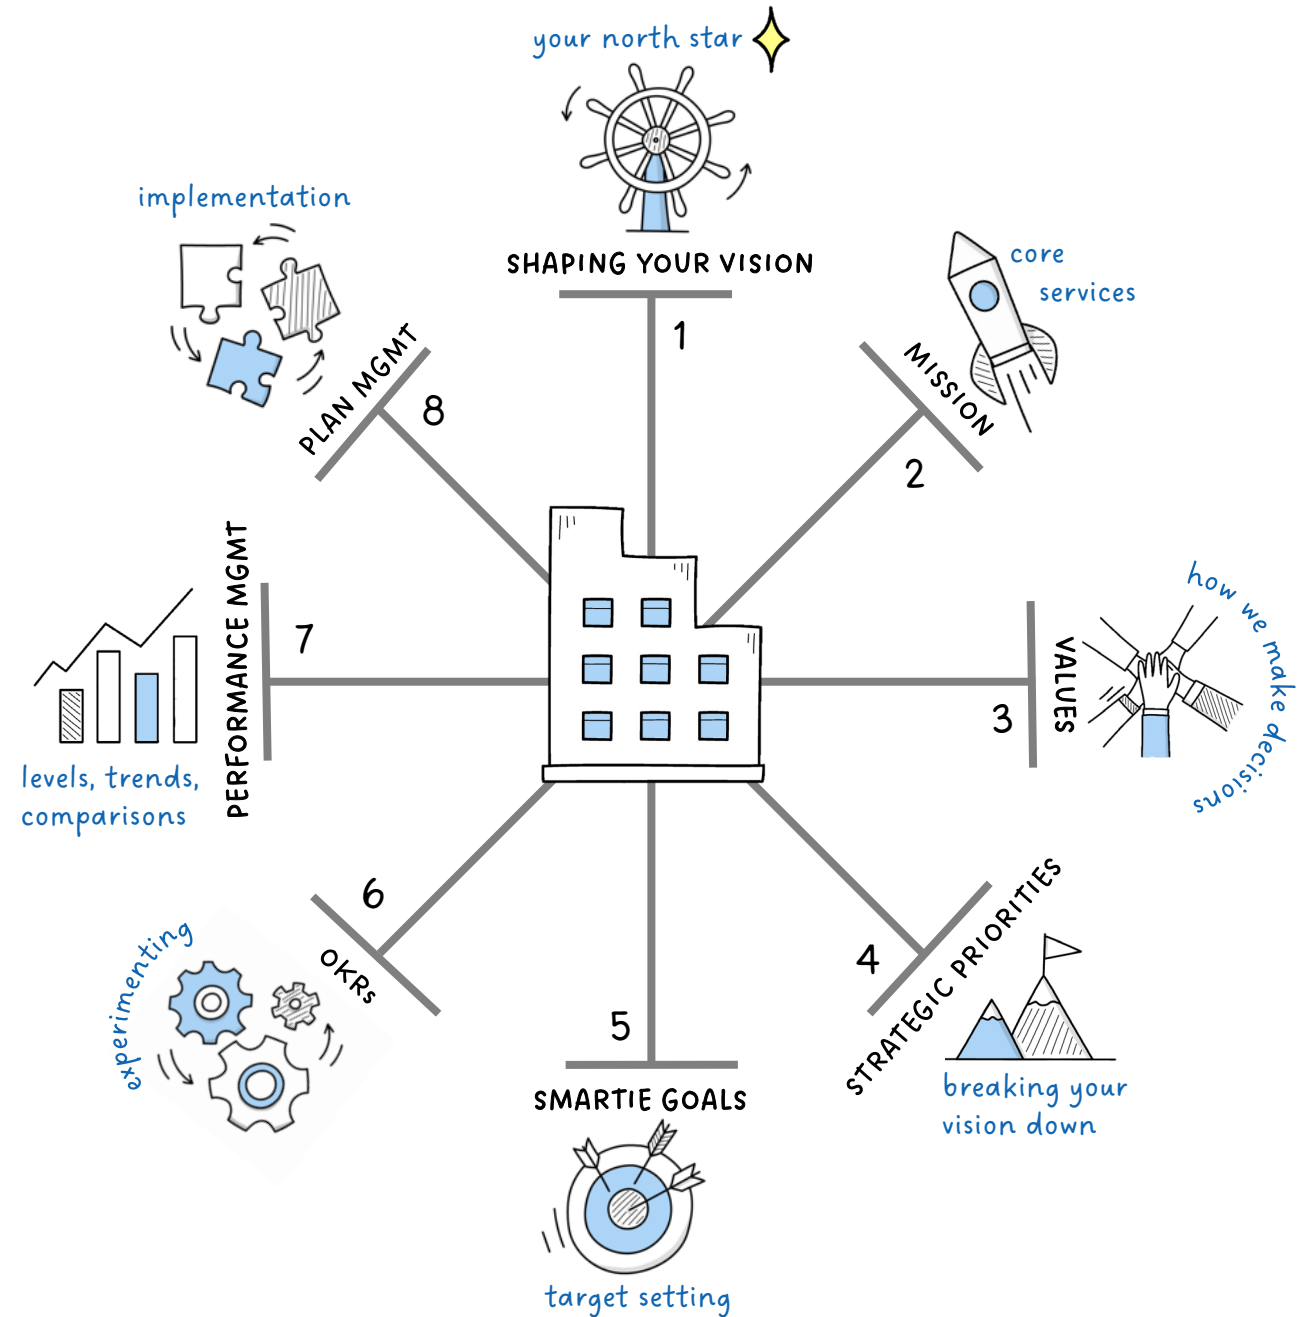 your north star
SHAPING YOUR VISION
1
core
services
MISSION
2
how we make decisions
VALUES
3
STRATEGIC PRIORITIES
4
breaking your
vision down
5
SMARTIE GOALS
target setting
6
OKRs
experimenting
7
PERFORMANCE MGMT
levels, trends,
comparisons
implementation
PLAN MGMT
8